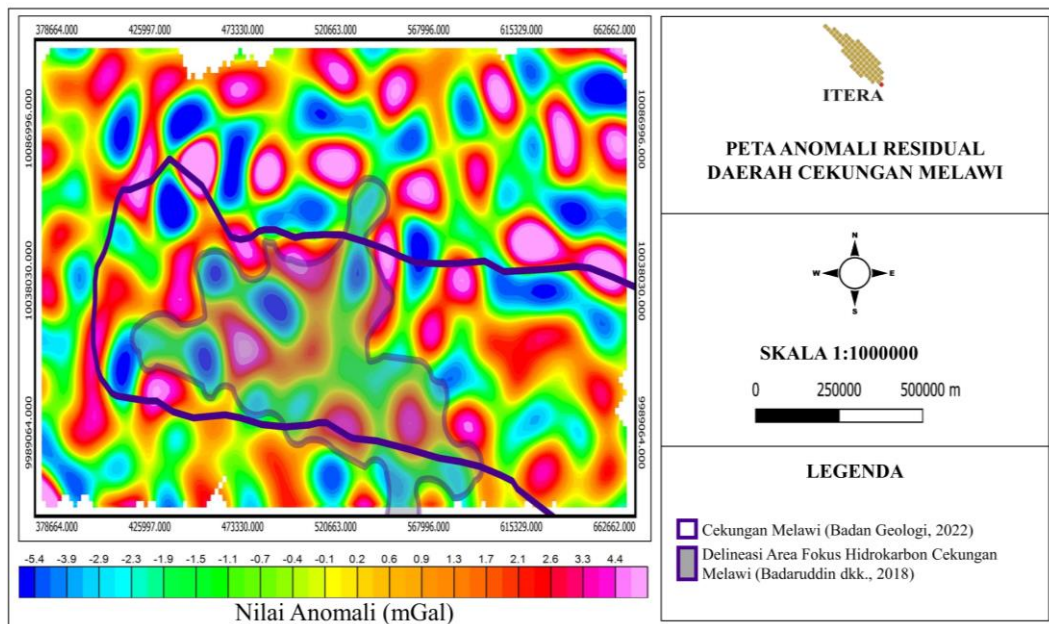 378664.000 425997.000 473330.000 520663.000 567996.000 615329.000 662662.000
10086996.000
10038030.000
9989064.000
10086996.000
10038030.000
9989064.000
378664.000 425997.000 473330.000 520663.000 567996.000 615329.000 662662.000
-5.4 -3.9 -2.9 -2.3 -1.9 -1.5 -1.1 -0.7 -0.4 -0.1 0.2 0.6 0.9 1.3 1.7 2.1 2.6 3.3 4.4
Nilai Anomali (mGal)
ITERA
PETA ANOMALI RESIDUAL
DAERAH CEKUNGAN MELAWI
N
W E
S
SKALA 1:1000000
0 250000 500000 m
LEGENDA
Cekungan Melawi (Badan Geologi, 2022)
Delineasi Area Fokus Hidrokarbon Cekungan
Melawi (Badaruddin dkk., 2018)